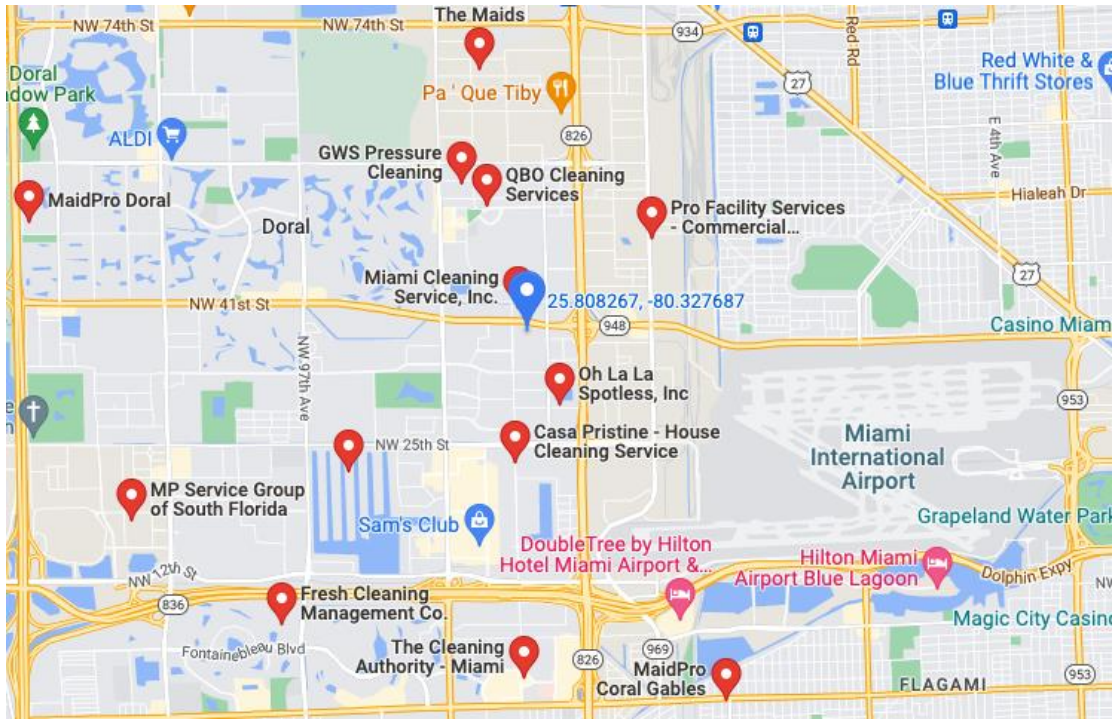 NW 74th St
The Maids
934
Red Rd
27
Red White &
Blue Thrift Stores
Doral
Pa ' Que Tiby
ALDI
826
E 4th Ave
GWS Pressure
Cleaning
QBO Cleaning
Services
MaidPro Doral
Doral
Pro Facility Services
- Commercial...
Hialeah Dr
27
Miami Cleaning
Service, Inc.
25.808267, -80.327687
NW 41st St
948
Casino Miam
NW 97th Ave
Oh La La
Spotless, Inc
953
NW 25th St
Casa Pristine - House
Cleaning Service
Miami
International
Airport
MP Service Group
of South Florida
Sam's Club
Grapeland Water Park
DoubleTree by Hilton
Hotel Miami Airport &...
Hilton Miami
Airport Blue Lagoon
Dolphin Expy
NW 12th St
836
Fresh Cleaning
Management Co.
Magic City Casino
Fontainebleau Blvd
The Cleaning
Authority - Miami
826
969
MaidPro
Coral Gables
FLAGAMI
953